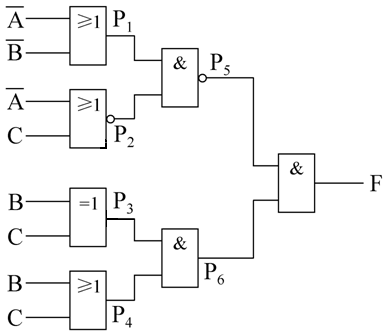 A̅ ≥1 P₁
B̅
& P₅
A̅ ≥1
C P₂
& F
B =1 P₃
C
& P₆
B ≥1
C P₄